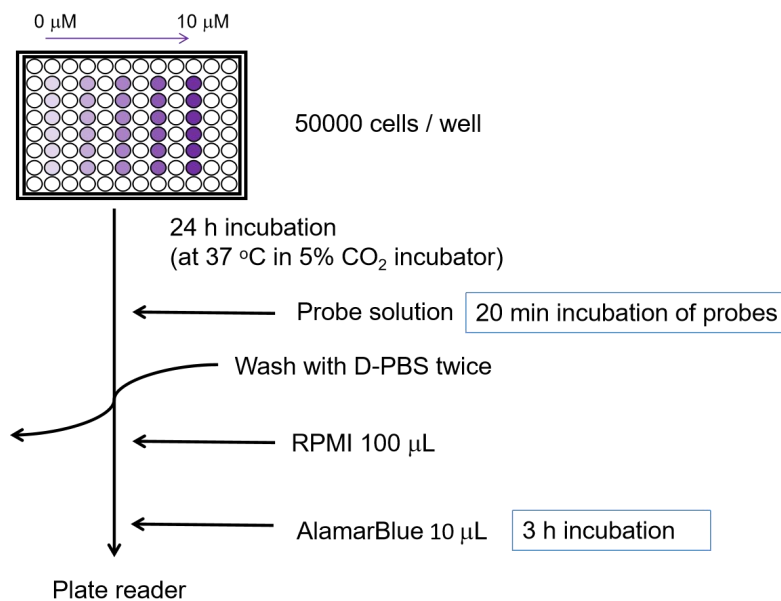 0 μM
10 μM
50000 cells / well
24 h incubation
(at 37 ºC in 5% CO₂ incubator)
Probe solution
20 min incubation of probes
Wash with D-PBS twice
RPMI 100 μL
AlamarBlue 10 μL
3 h incubation
Plate reader